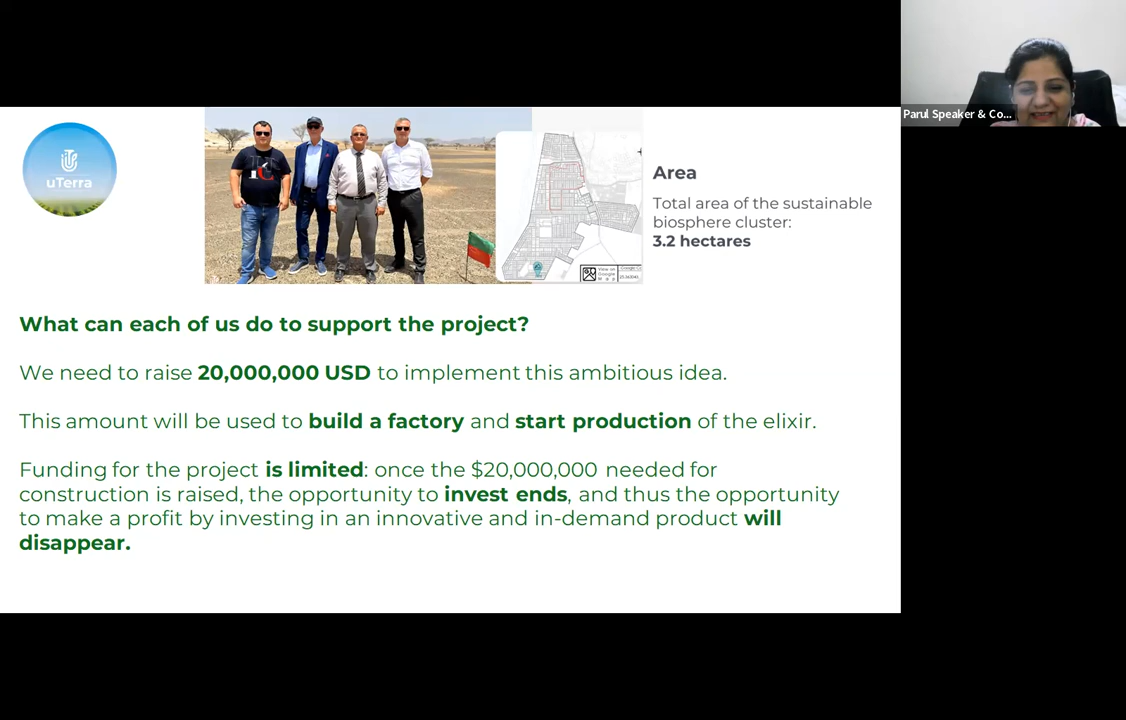 Parul Speaker & Co...
uTerra
Area
Total area of the sustainable
biosphere cluster:
3.2 hectares
View on
Google
What can each of us do to support the project?
We need to raise 20,000,000 USD to implement this ambitious idea.
This amount will be used to build a factory and start production of the elixir.
Funding for the project is limited: once the $20,000,000 needed for
construction is raised, the opportunity to invest ends, and thus the opportunity
to make a profit by investing in an innovative and in-demand product will
disappear.